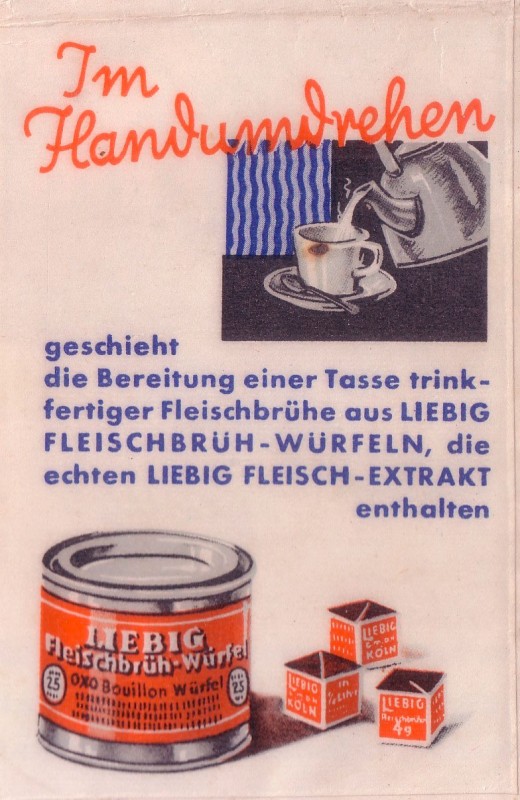 Im
Handumdrehen
geschieht
die Bereitung einer Tasse trink-
fertiger Fleischbrühe aus LIEBIG
FLEISCHBRÜH-WÜRFELN, die
echten LIEBIG FLEISCH-EXTRAKT
enthalten
LIEBIG
Fleischbrüh-Würfel
OXO Bouillon Würfel
25
25
LIEBIG
KÖLN
LIEBIG
KÖLN
LIEBIG
4g